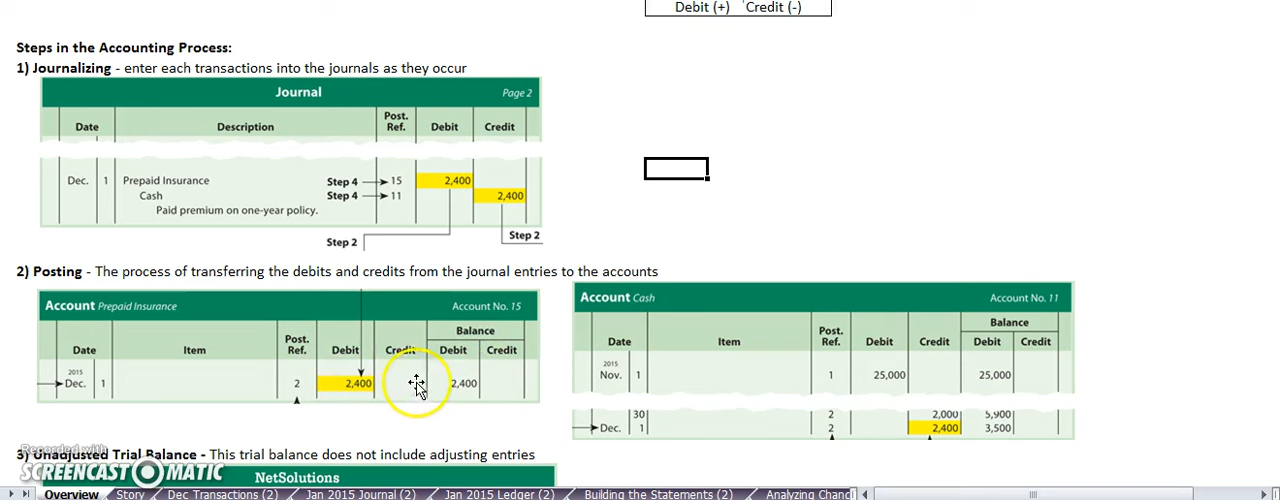 Debit (+) Credit (-)
Steps in the Accounting Process:
1) Journalizing - enter each transactions into the journals as they occur
Journal Page 2
Date Description Post. Ref. Debit Credit
Dec. 1 Prepaid Insurance Step 4 15 2,400
Cash Step 4 11 2,400
Paid premium on one-year policy.
Step 2 Step 2
2) Posting - The process of transferring the debits and credits from the journal entries to the accounts
Account Prepaid Insurance Account No. 15
Balance
Date Item Post. Ref. Debit Credit Debit Credit
2015
Dec. 1 2 2,400 2,400
Account Cash Account No. 11
Balance
Date Item Post. Ref. Debit Credit Debit Credit
2015
Nov. 1 1 25,000 25,000
30 2 2,000 5,900
Dec. 1 2 2,400 3,500
3) Unadjusted Trial Balance - This trial balance does not include adjusting entries
Recorded with
SCREENCAST O MATIC
NetSolutions
Overview Story Dec Transactions (2) Jan 2015 Journal (2) Jan 2015 Ledger (2) Building the Statements (2) Analyzing Chanc